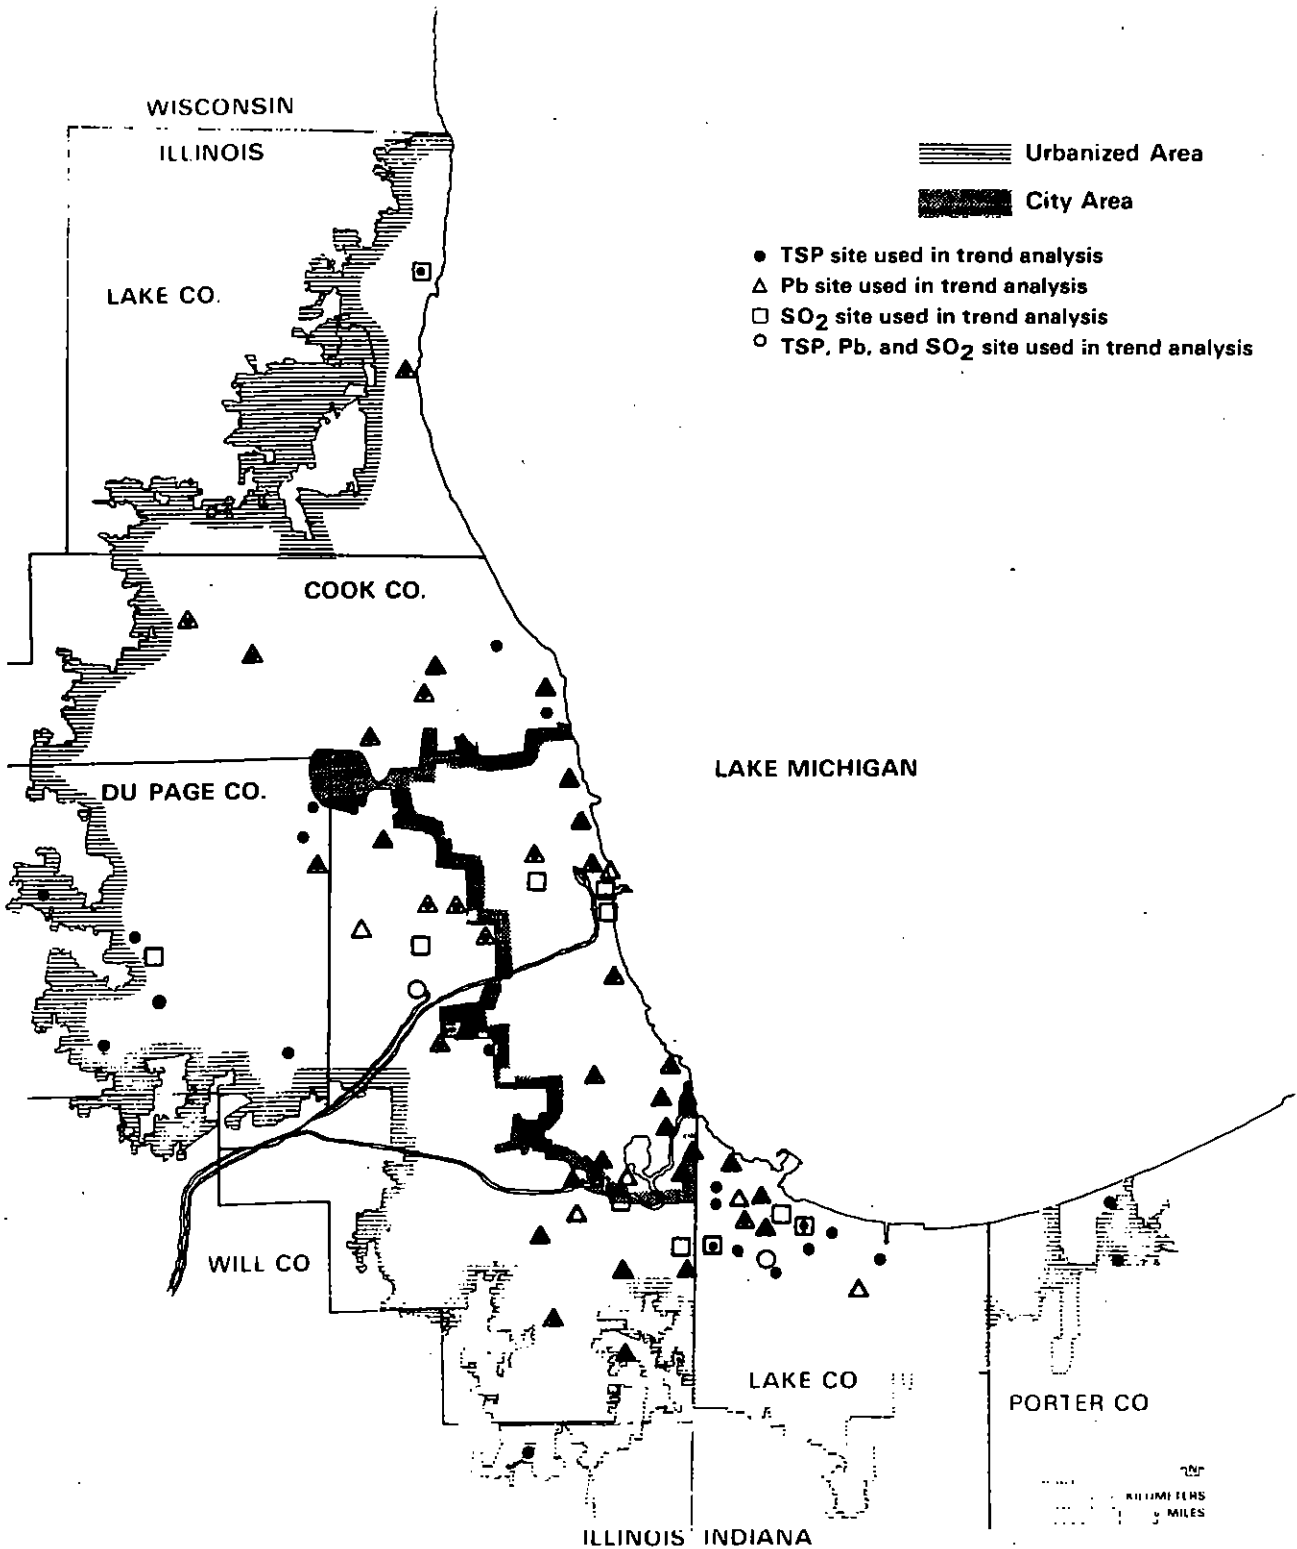 WISCONSIN
ILLINOIS
Urbanized Area
City Area
TSP site used in trend analysis
Pb site used in trend analysis
LAKE CO.
SO2 site used in trend analysis
TSP, Pb, and SO2 site used in trend analysis
COOK CO.
LAKE MICHIGAN
DU PAGE CO.
WILL CO
LAKE CO
PORTER CO
N
KILOMETERS
MILES
ILLINOIS INDIANA